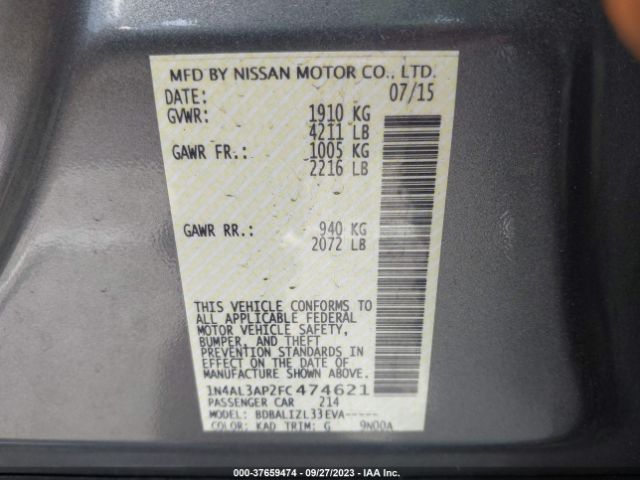 MFD BY NISSAN MOTOR CO., LTD.
DATE: 07/15
GVWR: 1910 KG
4211 LB
GAWR FR.: 1005 KG
2216 LB
GAWR RR.: 940 KG
2072 LB
THIS VEHICLE CONFORMS TO
ALL APPLICABLE FEDERAL
MOTOR VEHICLE SAFETY,
BUMPER, AND THEFT
PREVENTION STANDARDS IN
EFFECT ON THE DATE OF
MANUFACTURE SHOWN ABOVE.
1N4AL3AP2FC474621
PASSENGER CAR 214
MODEL: BDBALIZL33EVA-----
COLOR: KAD TRIM: G 9N00A
000-37659474 | 09/27/2023 | IAA Inc.